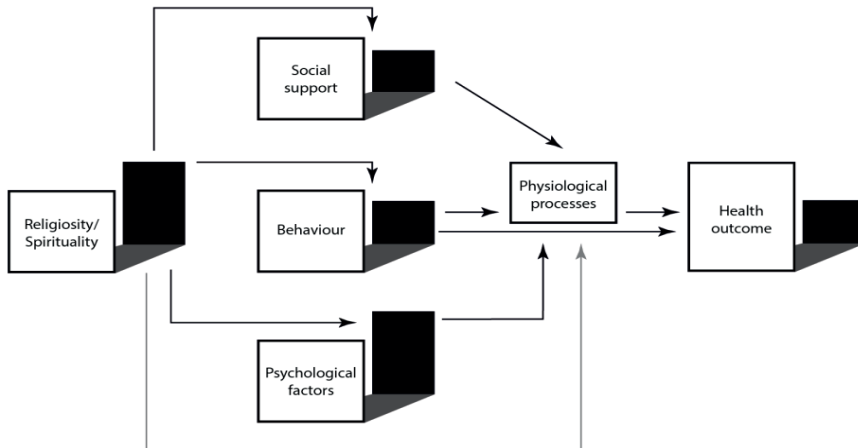 Social
support
Religiosity/
Spirituality
Behaviour
Physiological
processes
Health
outcome
Psychological
factors